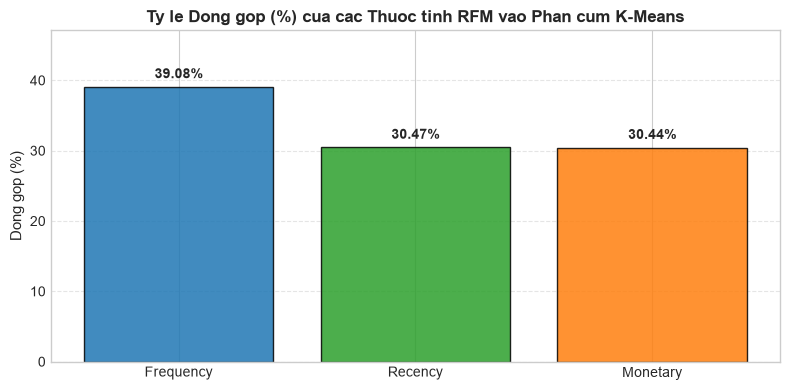 Ty le Dong gop (%) cua cac Thuoc tinh RFM vao Phan cum K-Means
Dong gop (%)
40
30
20
10
0
39.08%
30.47%
30.44%
Frequency
Recency
Monetary